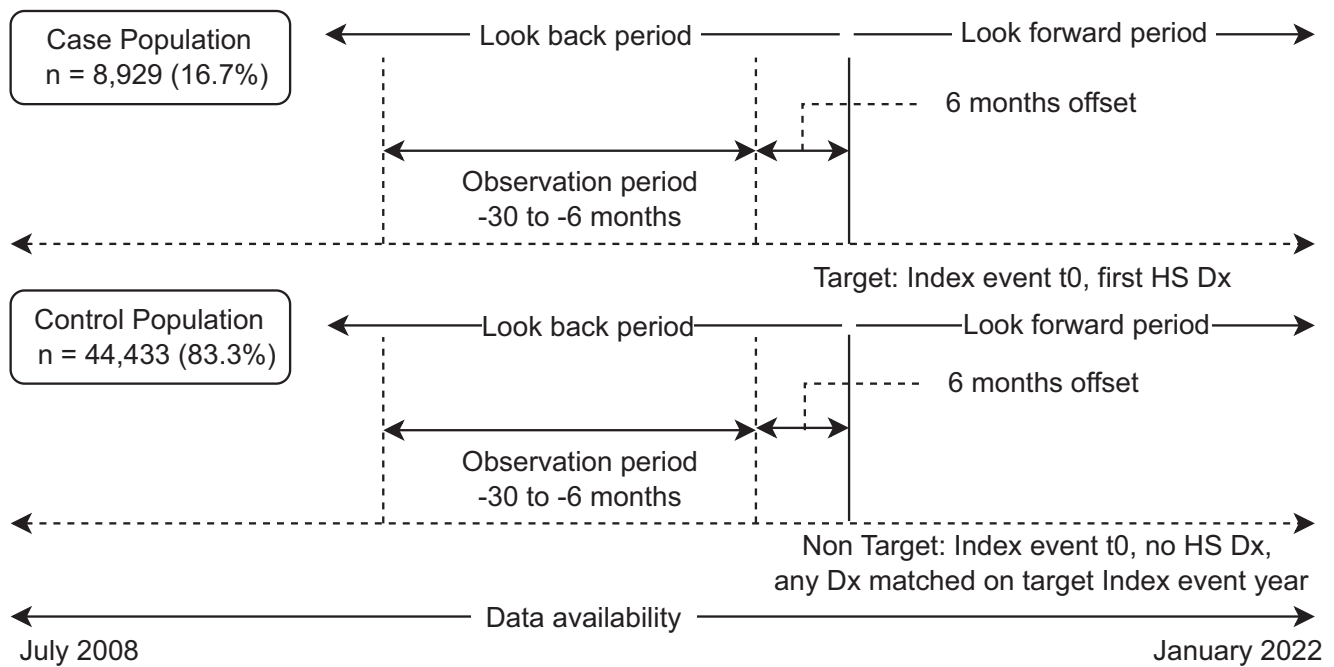 Case Population
n = 8,929 (16.7%)
Look back period
Look forward period
6 months offset
Observation period
-30 to -6 months
Target: Index event t0, first HS Dx
Control Population
n = 44,433 (83.3%)
Look back period
Look forward period
6 months offset
Observation period
-30 to -6 months
Non Target: Index event t0, no HS Dx,
any Dx matched on target Index event year
Data availability
July 2008
January 2022